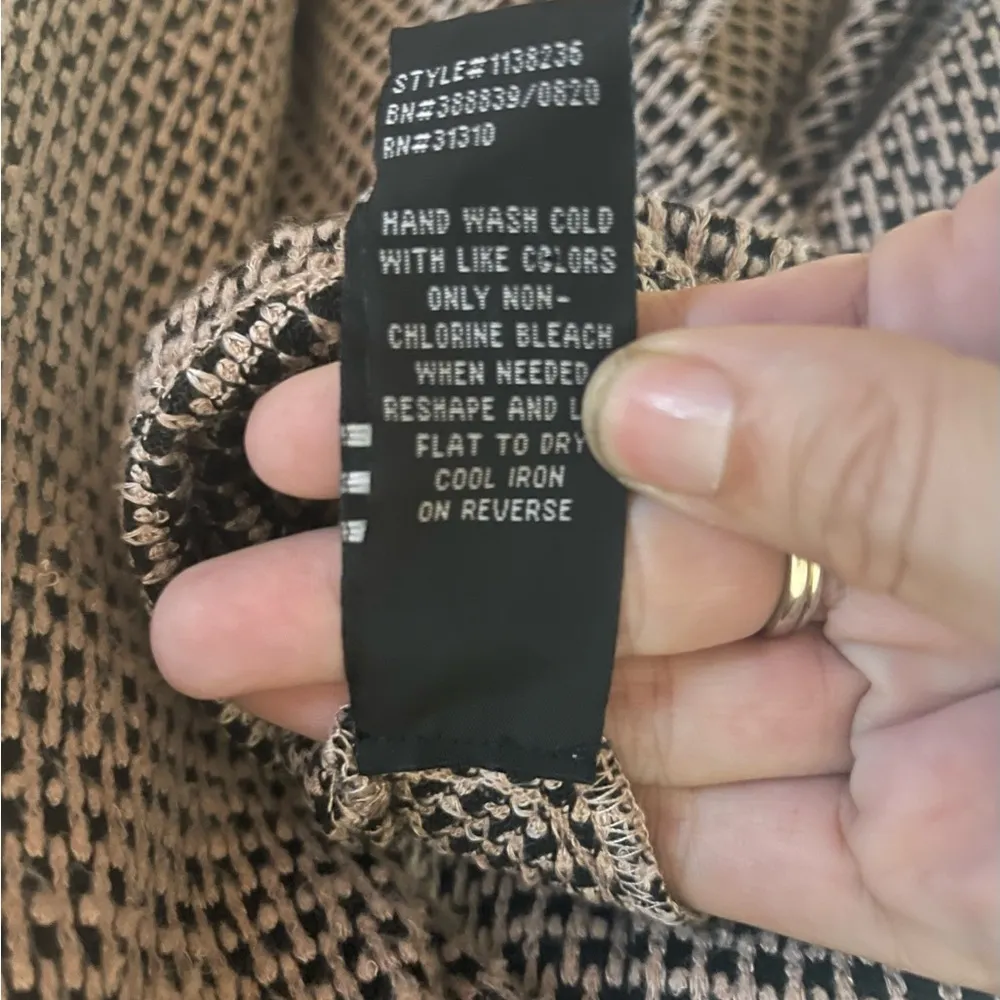 STYLE#1138236
BN#388839/0820
RN#31310
HAND WASH COLD
WITH LIKE COLORS
ONLY NON-
CHLORINE BLEACH
WHEN NEEDED
RESHAPE AND L
FLAT TO DRY
COOL IRON
ON REVERSE